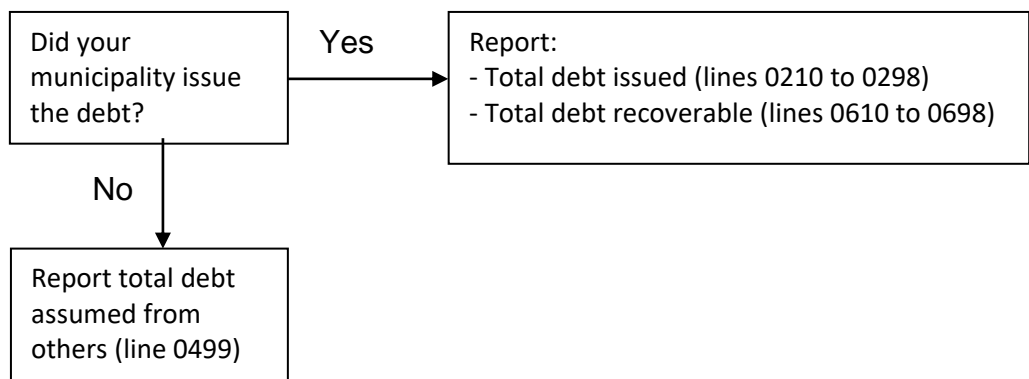 Did your
municipality issue
the debt?
Yes
Report:
- Total debt issued (lines 0210 to 0298)
- Total debt recoverable (lines 0610 to 0698)
No
Report total debt
assumed from
others (line 0499)